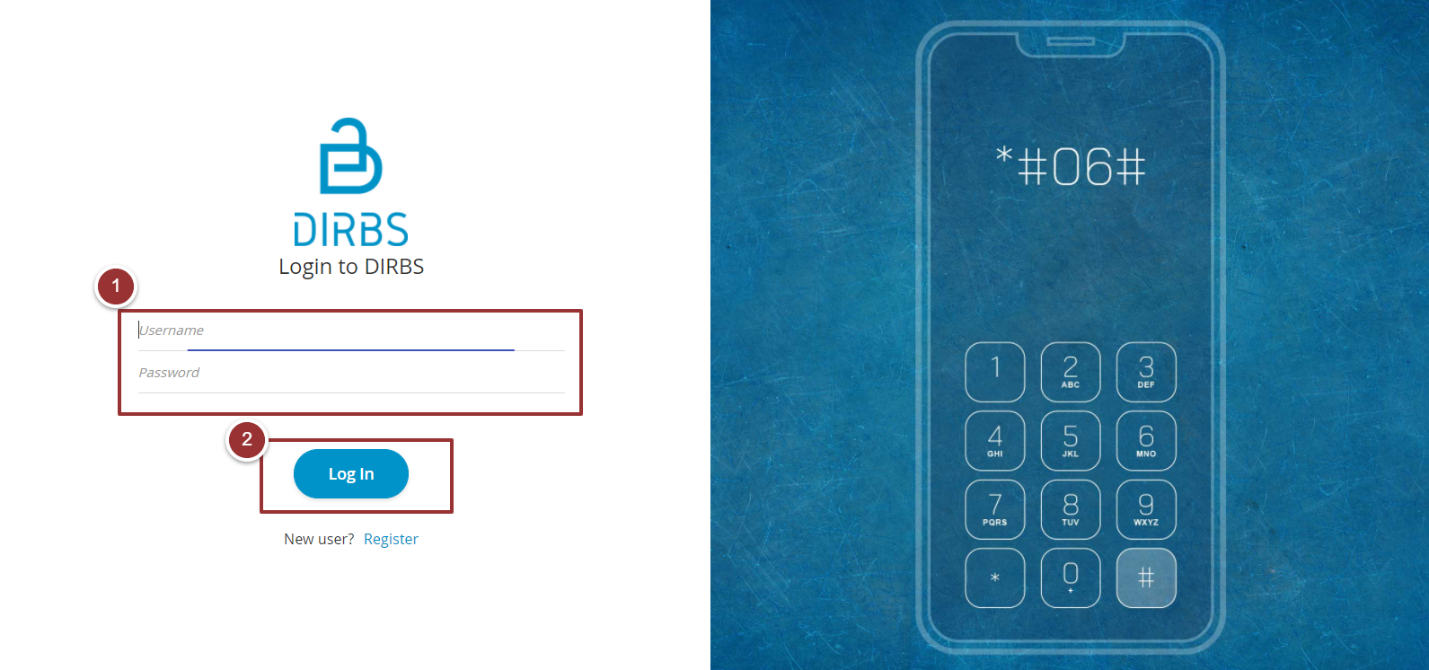 DIRBS
Login to DIRBS
1
Username
Password
2
Log In
New user? Register
*#06#
1 2 3
ABC DEF
4 5 6
GHI JKL MNO
7 8 9
PQRS TUV WXYZ
* 0 #
+